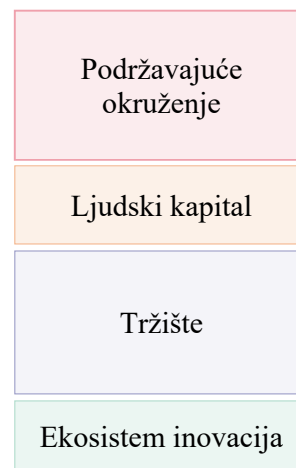 Podržavajuće
okruženje
Ljudski kapital
Tržište
Ekosistem inovacija